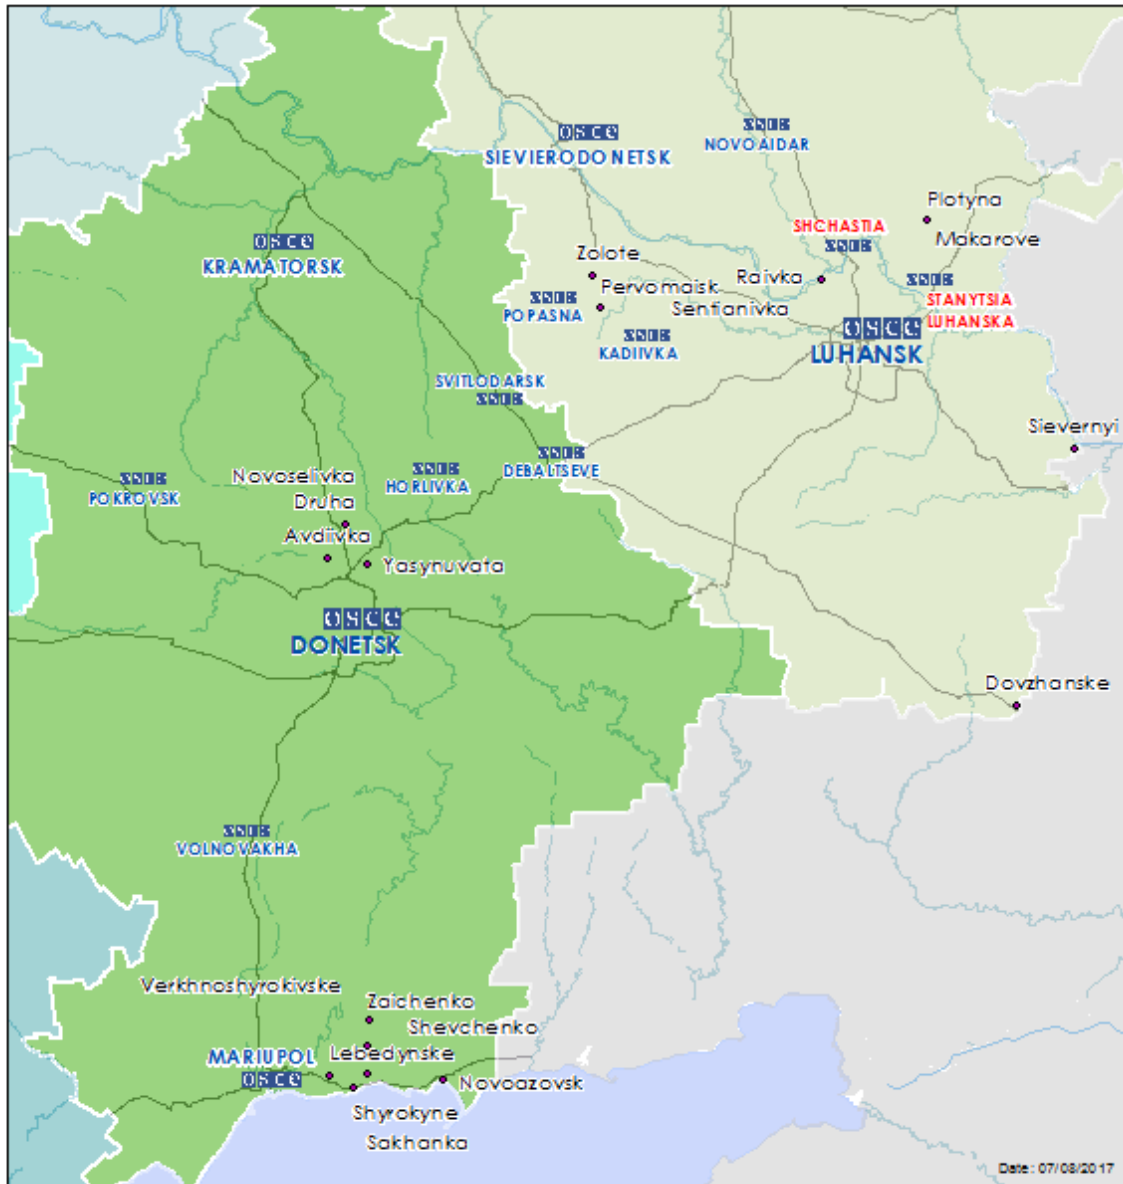 OSCE
SIEVIERODONETSK
NOVOAIDAR
Plotyna
Makarove
SHCHASTIA
OSCE
KRAMATORSK
Zolote
Pervomaisk
Raivka
Sentianivka
POPASNA
STANYTSIA
LUHANSKA
KADIIVKA
OSCE
LUHANSK
SVITLODARSK
Sievernyi
DEBALTSEVE
HORLIVKA
Novoselivka
Druha
POKROVSK
Avdiivka
Yasynuvata
OSCE
DONETSK
Dovzhanske
VOLNOVAKHA
Verkhnoshyrokivske
Zaichenko
Shevchenko
MARIUPOL
OSCE
Lebedynske
Novoazovsk
Shyrokyne
Sakhanka
Date: 07/08/2017